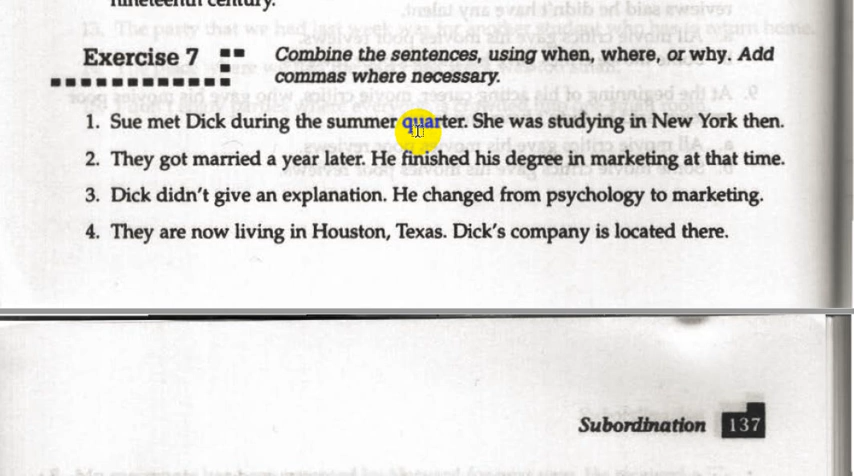 nineteenth century.
Exercise 7
Combine the sentences, using when, where, or why. Add
commas where necessary.
1. Sue met Dick during the summer quarter. She was studying in New York then.
2. They got married a year later. He finished his degree in marketing at that time.
3. Dick didn't give an explanation. He changed from psychology to marketing.
4. They are now living in Houston, Texas. Dick's company is located there.
Subordination 137